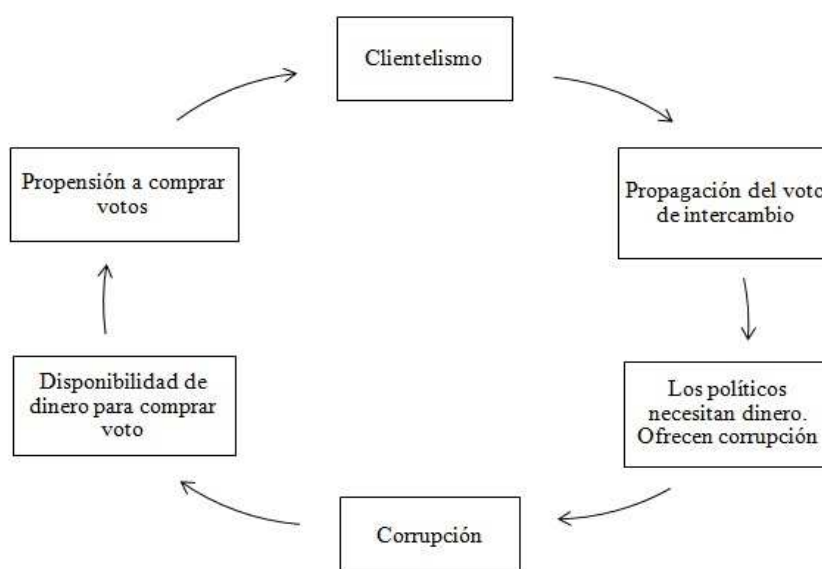 Clientelismo
Propensión a comprar
votos
Propagación del voto
de intercambio
Disponibilidad de
dinero para comprar
voto
Los políticos
necesitan dinero.
Ofrecen corrupción
Corrupción